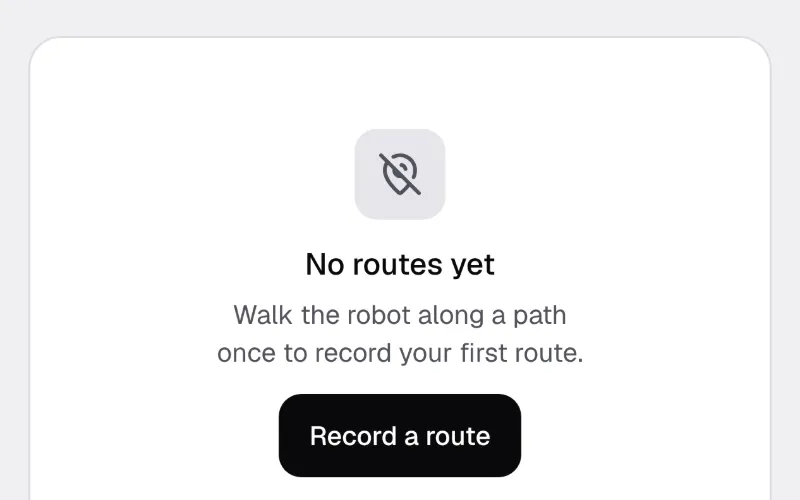 No routes yet
Walk the robot along a path
once to record your first route.
Record a route